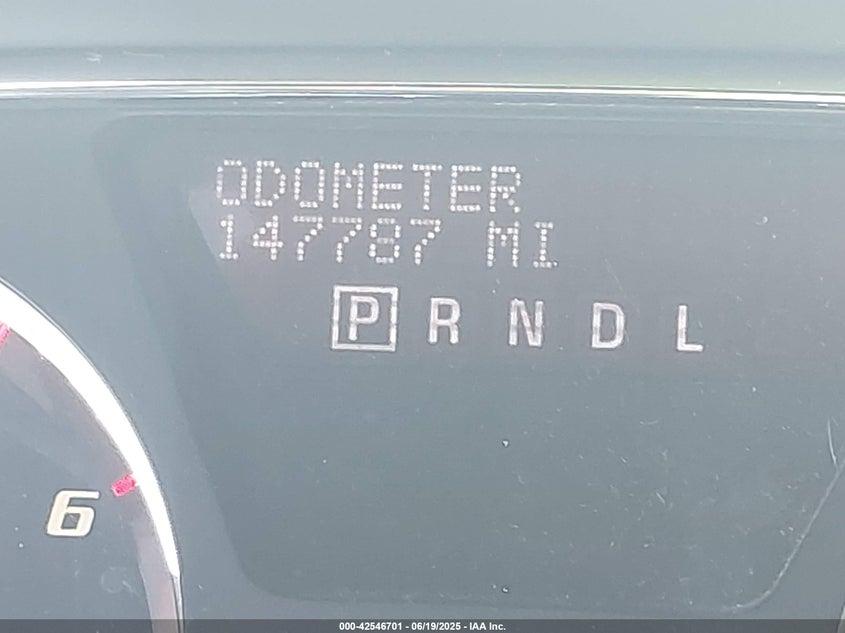 ODOMETER
147787 MI
P R N D L
6
000-42546701 - 06/19/2025 - IAA Inc.